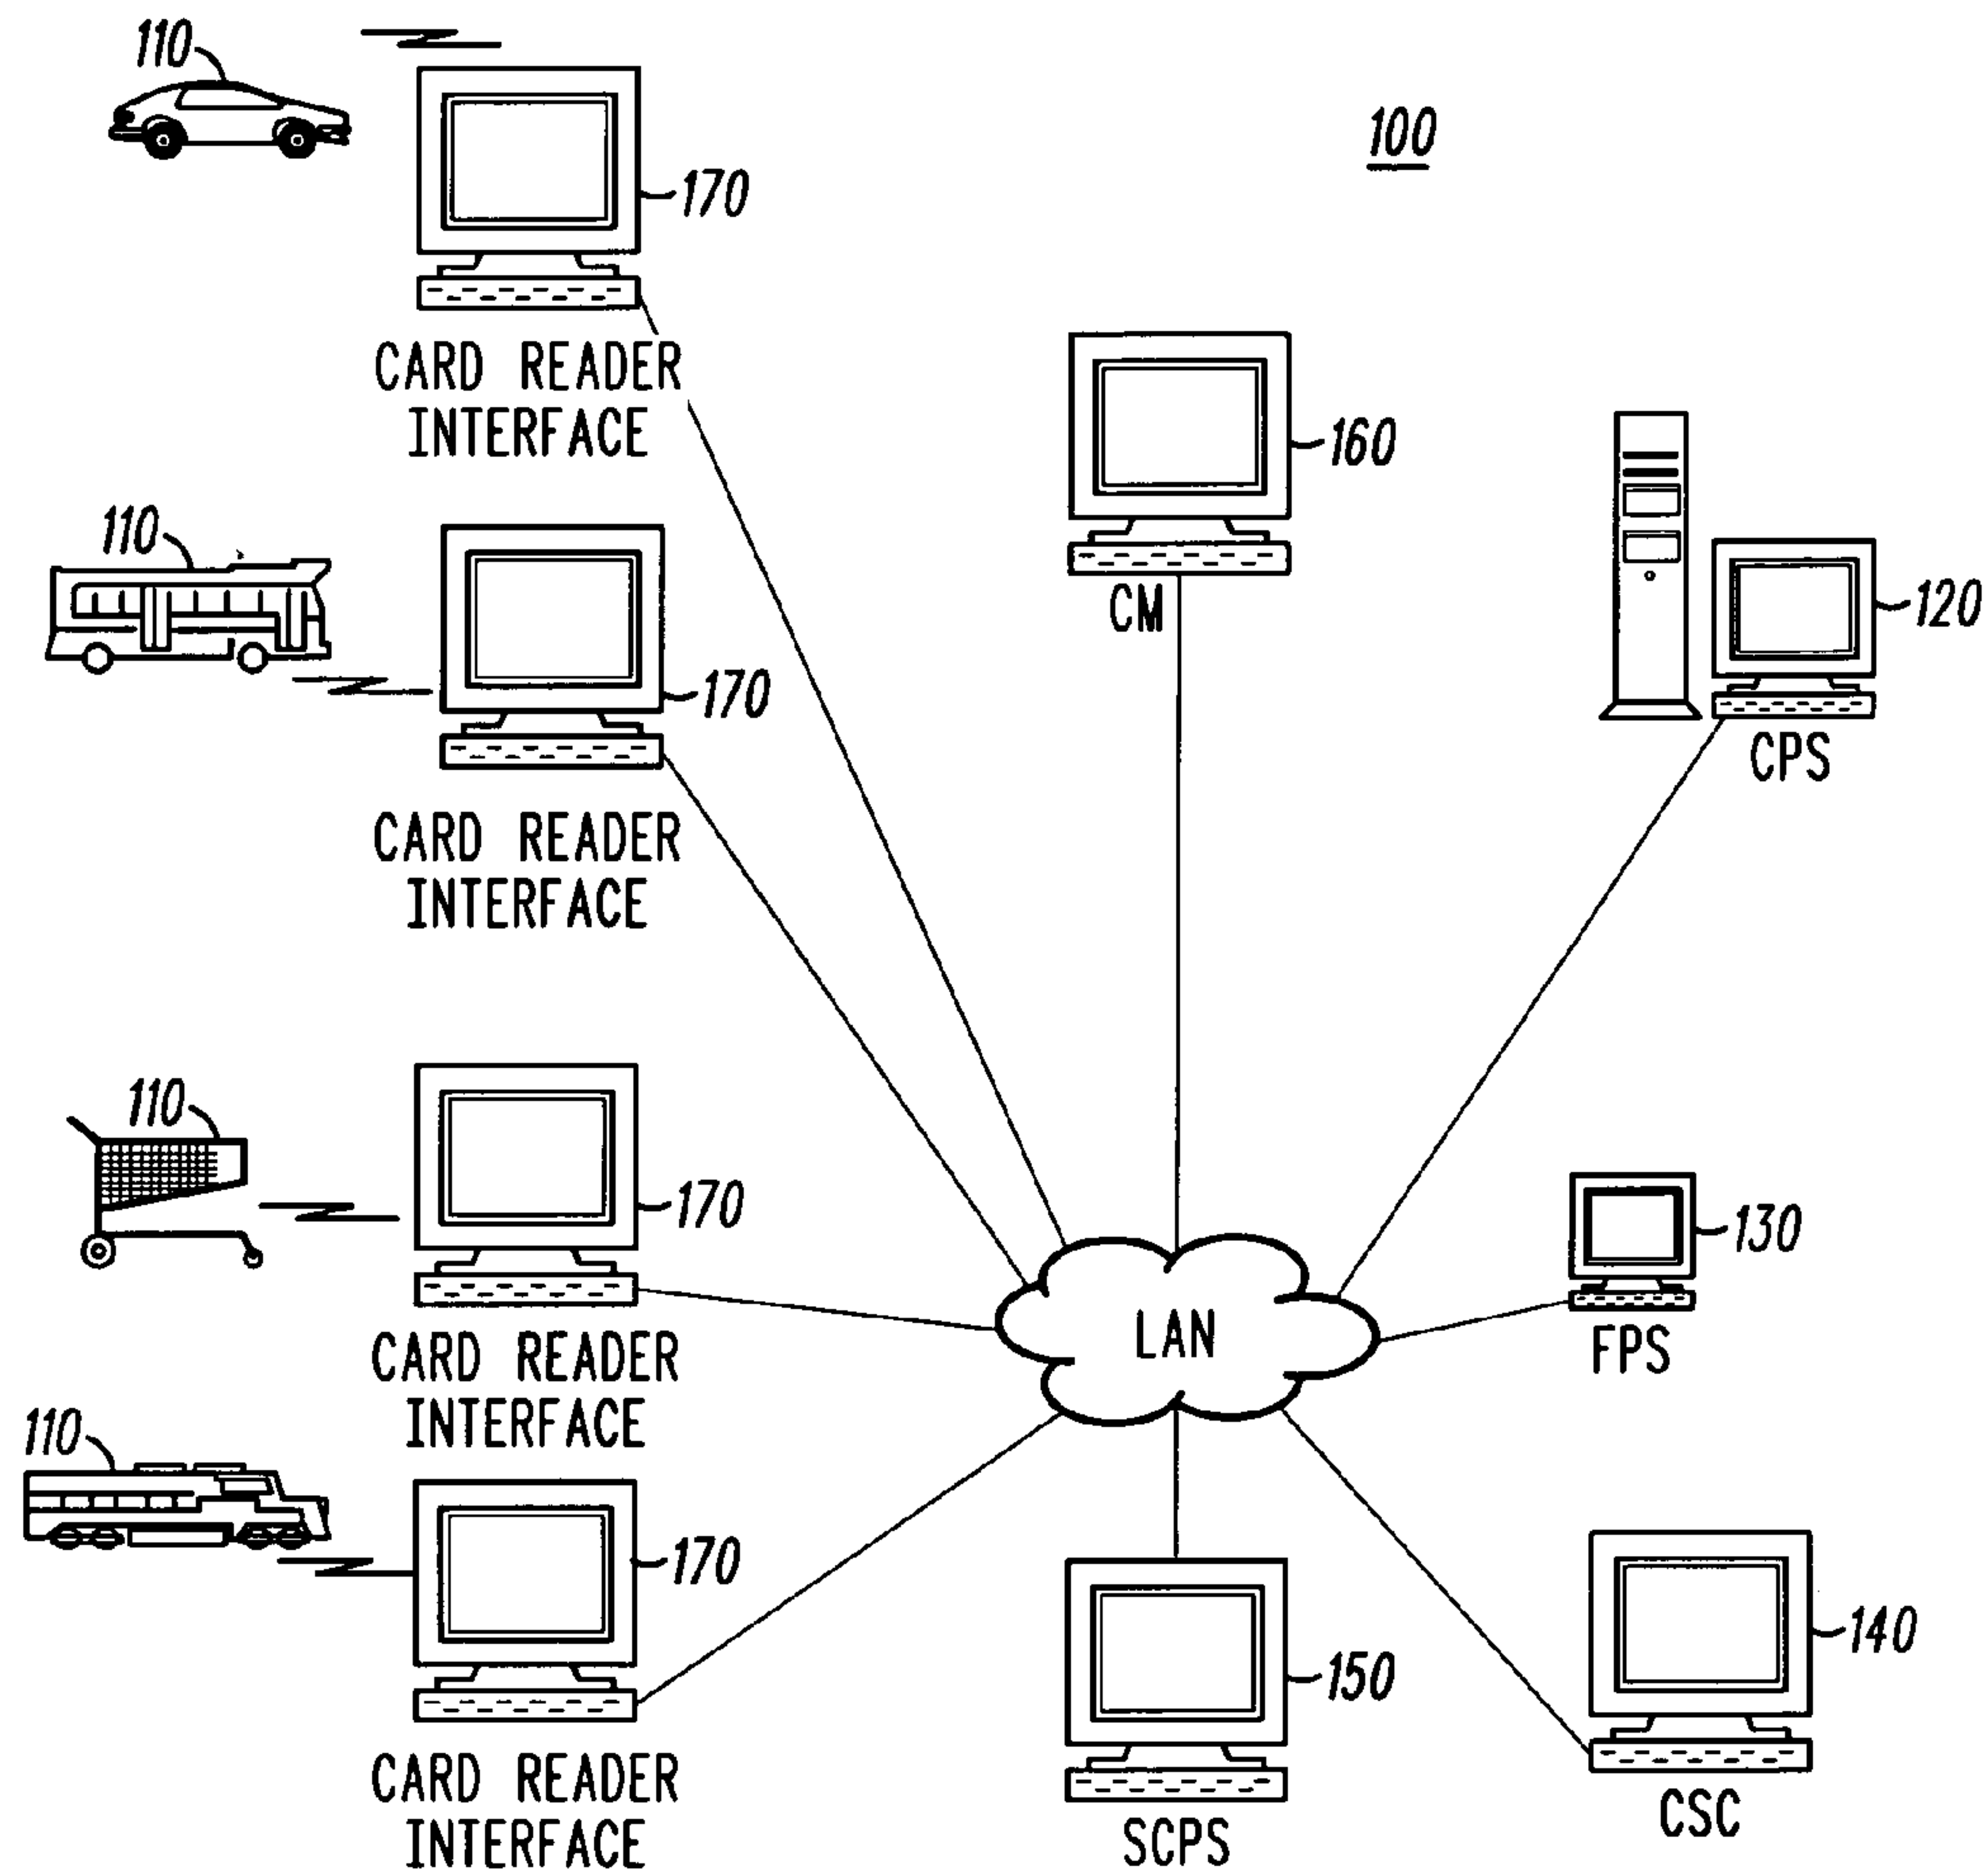 110
100
170
CARD READER
INTERFACE
160
CM
110
170
120
CPS
CARD READER
INTERFACE
110
170
130
FPS
LAN
CARD READER
INTERFACE
110
170
150
SCPS
140
CSC
CARD READER
INTERFACE